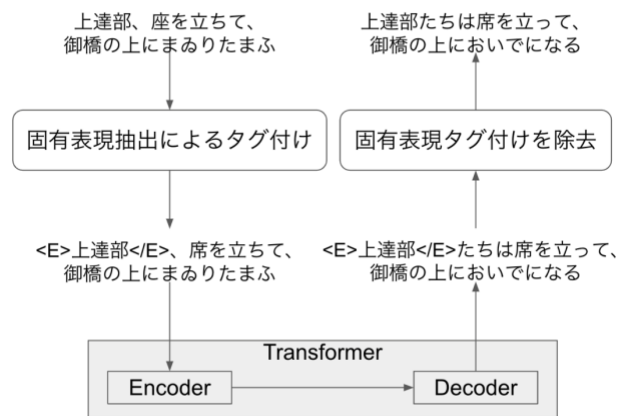 上達部、座を立ちて、
御橋の上にまゐりたまふ
上達部たちは席を立って、
御橋の上においでになる
固有表現抽出によるタグ付け
固有表現タグ付けを除去
<E>上達部</E>、席を立ちて、
御橋の上にまゐりたまふ
<E>上達部</E>たちは席を立って、
御橋の上においでになる
Transformer
Encoder
Decoder